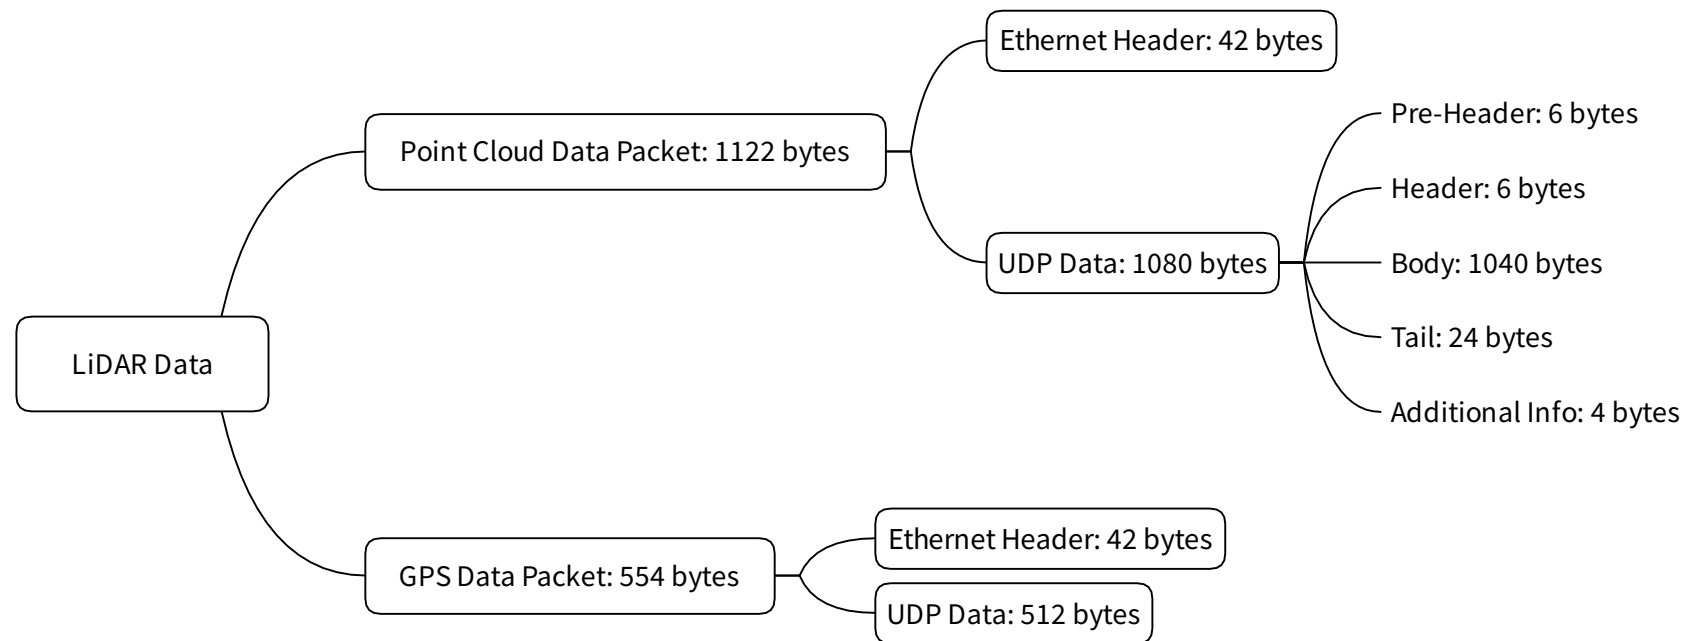 LiDAR Data
Point Cloud Data Packet: 1122 bytes
Ethernet Header: 42 bytes
UDP Data: 1080 bytes
Pre-Header: 6 bytes
Header: 6 bytes
Body: 1040 bytes
Tail: 24 bytes
Additional Info: 4 bytes
GPS Data Packet: 554 bytes
Ethernet Header: 42 bytes
UDP Data: 512 bytes